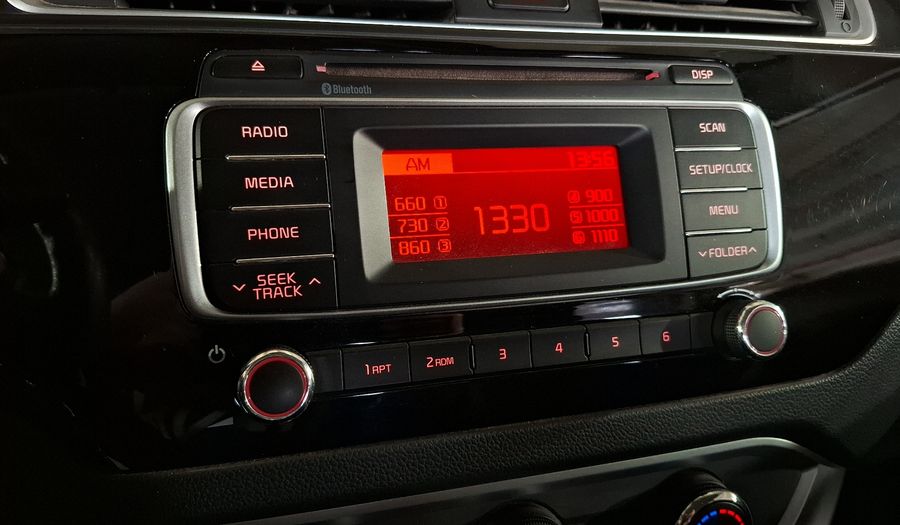 DISP
Bluetooth
RADIO
MEDIA
PHONE
SEEK
TRACK
AM 13:56
660 1
730 2
860 3
1330
4 900
5 1000
6 1110
SCAN
SETUP/CLOCK
MENU
FOLDER
1 RPT
2 RDM
3
4
5
6